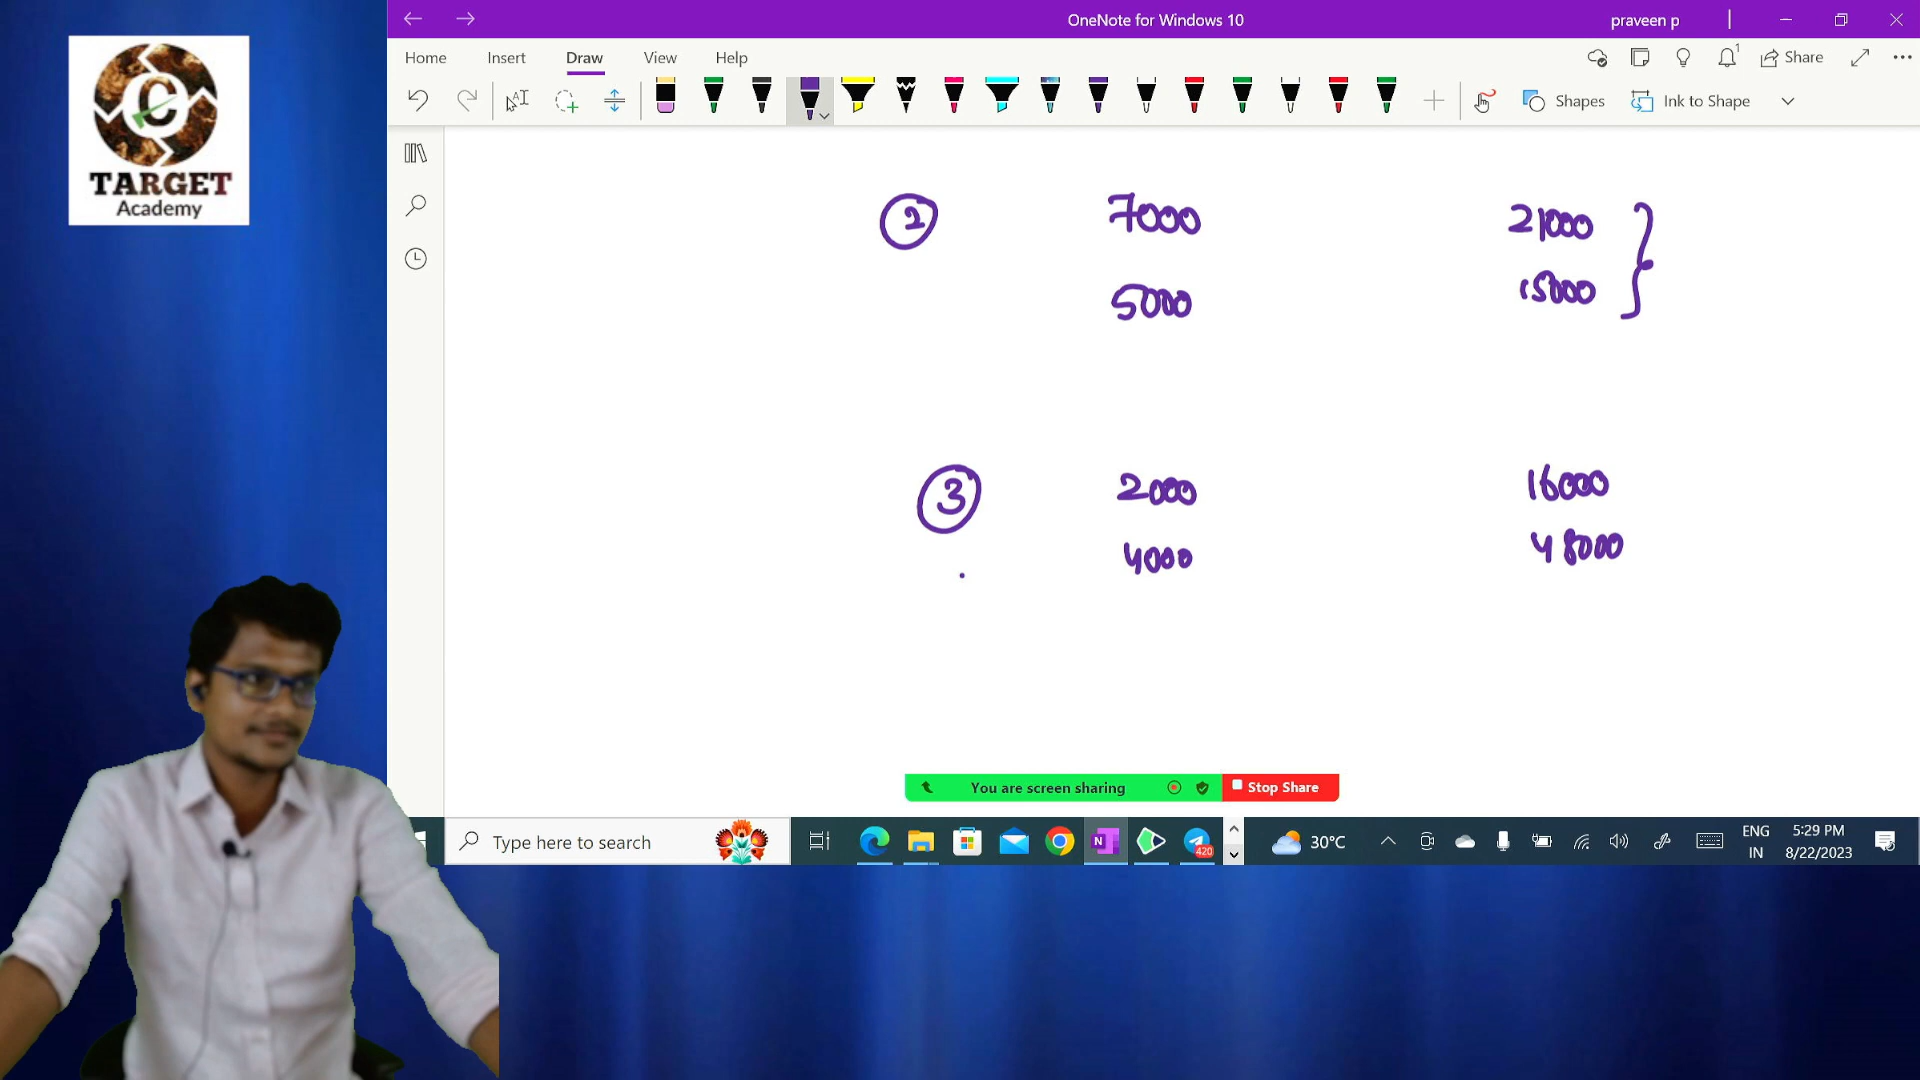 TARGET
Academy
OneNote for Windows 10
praveen p
Home Insert Draw View Help
1
Share
Shapes
Ink to Shape
2 7000 21000
5000 15000
3 2000 16000
4000 48000
You are screen sharing
Stop Share
Type here to search
N
420
30°C
ENG
IN
5:29 PM
8/22/2023